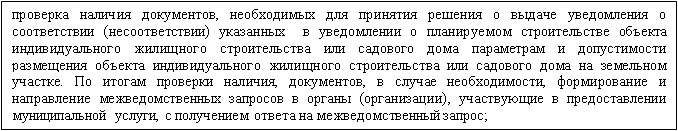 проверка наличия документов, необходимых для принятия решения о выдаче уведомления о
соответствии (несоответствии) указанных в уведомлении о планируемом строительстве объекта
индивидуального жилищного строительства или садового дома параметрам и допустимости
размещения объекта индивидуального жилищного строительства или садового дома на земельном
участке. По итогам проверки наличия, документов, в случае необходимости, формирование и
направление межведомственных запросов в органы (организации), участвующие в предоставлении
муниципальной услуги, с получением ответа на межведомственный запрос;